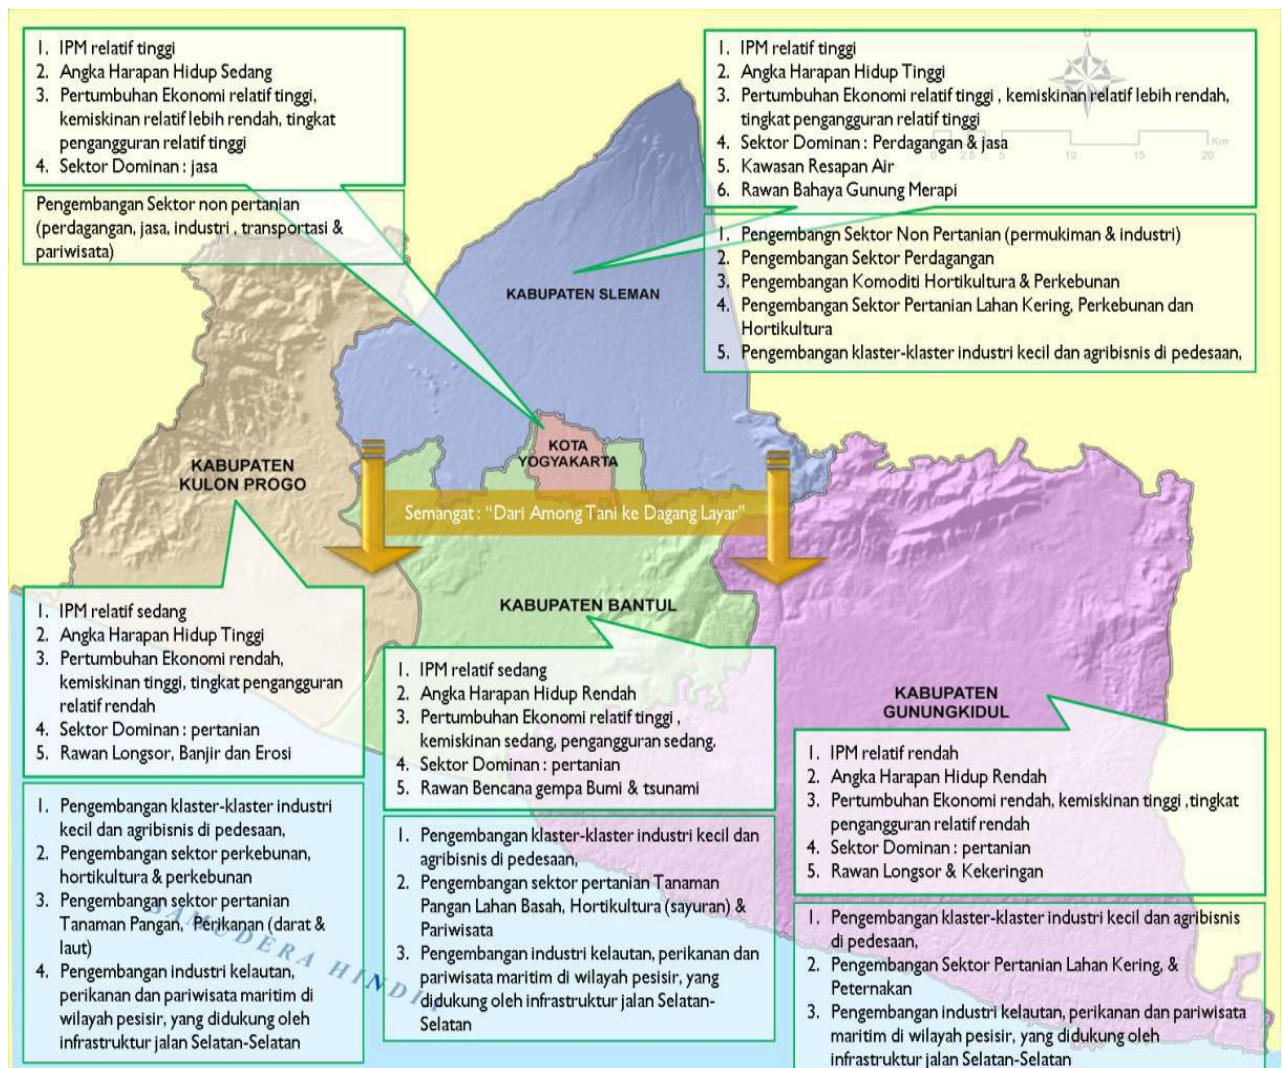 1. IPM relatif tinggi
2. Angka Harapan Hidup Sedang
3. Pertumbuhan Ekonomi relatif tinggi,
kemiskinan relatif lebih rendah, tingkat
pengangguran relatif tinggi
4. Sektor Dominan : jasa
Pengembangan Sektor non pertanian
(perdagangan, jasa, industri , transportasi &
pariwisata)
1. IPM relatif tinggi
2. Angka Harapan Hidup Tinggi
3. Pertumbuhan Ekonomi relatif tinggi , kemiskinan relatif lebih rendah,
tingkat pengangguran relatif tinggi
4. Sektor Dominan : Perdagangan & jasa
5. Kawasan Resapan Air
6. Rawan Bahaya Gunung Merapi
U
0 2.5 5 10 15 20
Km
1. Pengembangn Sektor Non Pertanian (permukiman & industri)
2. Pengembangan Sektor Perdagangan
3. Pengembangan Komoditi Hortikultura & Perkebunan
4. Pengembangan Sektor Pertanian Lahan Kering, Perkebunan dan
Hortikultura
5. Pengembangan klaster-klaster industri kecil dan agribisnis di pedesaan,
KABUPATEN SLEMAN
KOTA
YOGYAKARTA
KABUPATEN
KULON PROGO
Semangat : “Dari Among Tani ke Dagang Layar”
KABUPATEN BANTUL
KABUPATEN
GUNUNGKIDUL
1. IPM relatif sedang
2. Angka Harapan Hidup Tinggi
3. Pertumbuhan Ekonomi rendah,
kemiskinan tinggi, tingkat pengangguran
relatif rendah
4. Sektor Dominan : pertanian
5. Rawan Longsor, Banjir dan Erosi
1. Pengembangan klaster-klaster industri
kecil dan agribisnis di pedesaan,
2. Pengembangan sektor perkebunan,
hortikultura & perkebunan
3. Pengembangan sektor pertanian
Tanaman Pangan, Perikanan (darat &
laut)
4. Pengembangan industri kelautan,
perikanan dan pariwisata maritim di
wilayah pesisir, yang didukung oleh
infrastruktur jalan Selatan-Selatan
SAMUDERA HINDIA
1. IPM relatif sedang
2. Angka Harapan Hidup Rendah
3. Pertumbuhan Ekonomi relatif tinggi ,
kemiskinan sedang, pengangguran sedang.
4. Sektor Dominan : pertanian
5. Rawan Bencana gempa Bumi & tsunami
1. Pengembangan klaster-klaster industri kecil dan
agribisnis di pedesaan,
2. Pengembangan sektor pertanian Tanaman
Pangan Lahan Basah, Hortikultura (sayuran) &
Pariwisata
3. Pengembangan industri kelautan, perikanan dan
pariwisata maritim di wilayah pesisir, yang
didukung oleh infrastruktur jalan Selatan-
Selatan
1. IPM relatif rendah
2. Angka Harapan Hidup Rendah
3. Pertumbuhan Ekonomi rendah, kemiskinan tinggi ,tingkat
pengangguran relatif rendah
4. Sektor Dominan : pertanian
5. Rawan Longsor & Kekeringan
1. Pengembangan klaster-klaster industri kecil dan agribisnis
di pedesaan,
2. Pengembangan Sektor Pertanian Lahan Kering, &
Peternakan
3. Pengembangan industri kelautan, perikanan dan pariwisata
maritim di wilayah pesisir, yang didukung oleh
infrastruktur jalan Selatan-Selatan